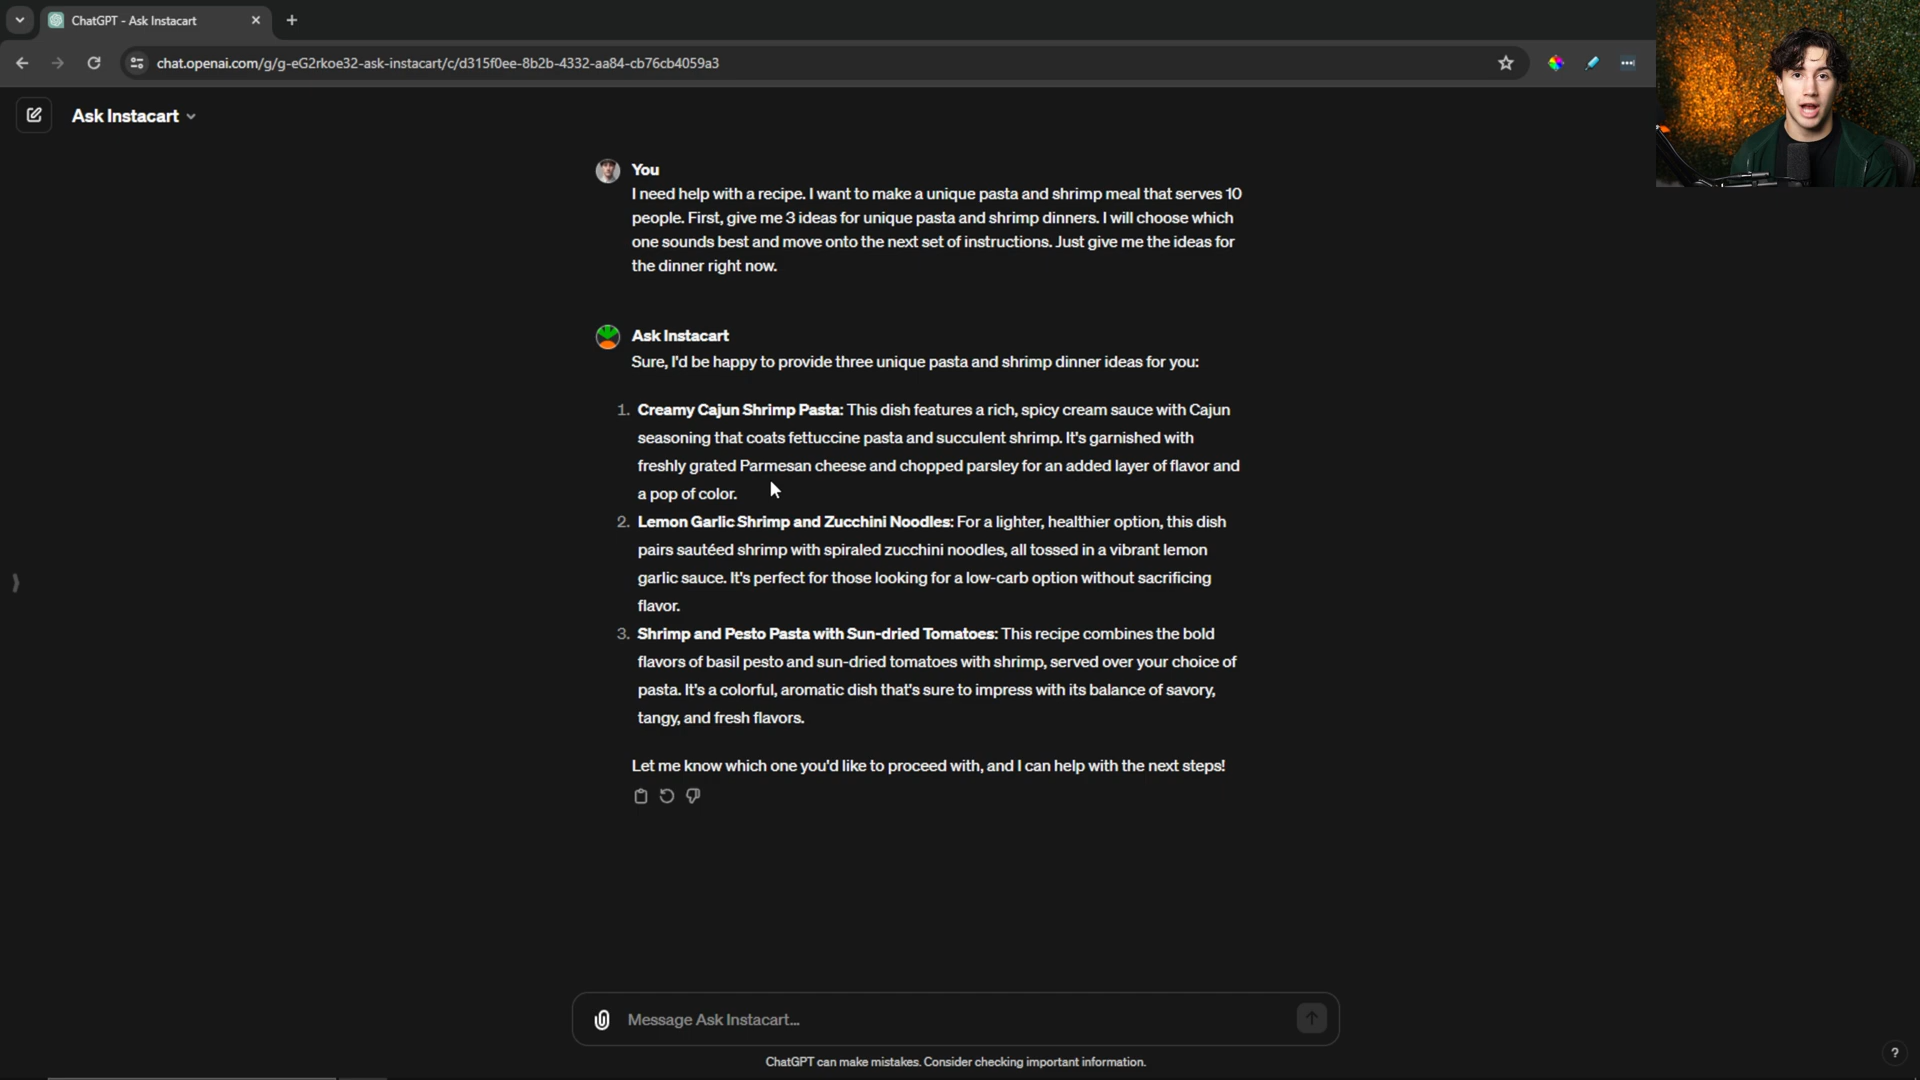 ChatGPT - Ask Instacart
chat.openai.com/g/g-eG2rkoe32-ask-instacart/c/d315f0ee-8b2b-4332-aa84-cb76cb4059a3
Ask Instacart
You
I need help with a recipe. I want to make a unique pasta and shrimp meal that serves 10
people. First, give me 3 ideas for unique pasta and shrimp dinners. I will choose which
one sounds best and move onto the next set of instructions. Just give me the ideas for
the dinner right now.
Ask Instacart
Sure, I'd be happy to provide three unique pasta and shrimp dinner ideas for you:
1. Creamy Cajun Shrimp Pasta: This dish features a rich, spicy cream sauce with Cajun
seasoning that coats fettuccine pasta and succulent shrimp. It's garnished with
freshly grated Parmesan cheese and chopped parsley for an added layer of flavor and
a pop of color.
2. Lemon Garlic Shrimp and Zucchini Noodles: For a lighter, healthier option, this dish
pairs sautéed shrimp with spiraled zucchini noodles, all tossed in a vibrant lemon
garlic sauce. It's perfect for those looking for a low-carb option without sacrificing
flavor.
3. Shrimp and Pesto Pasta with Sun-dried Tomatoes: This recipe combines the bold
flavors of basil pesto and sun-dried tomatoes with shrimp, served over your choice of
pasta. It's a colorful, aromatic dish that's sure to impress with its balance of savory,
tangy, and fresh flavors.
Let me know which one you'd like to proceed with, and I can help with the next steps!
Message Ask Instacart...
ChatGPT can make mistakes. Consider checking important information.
?